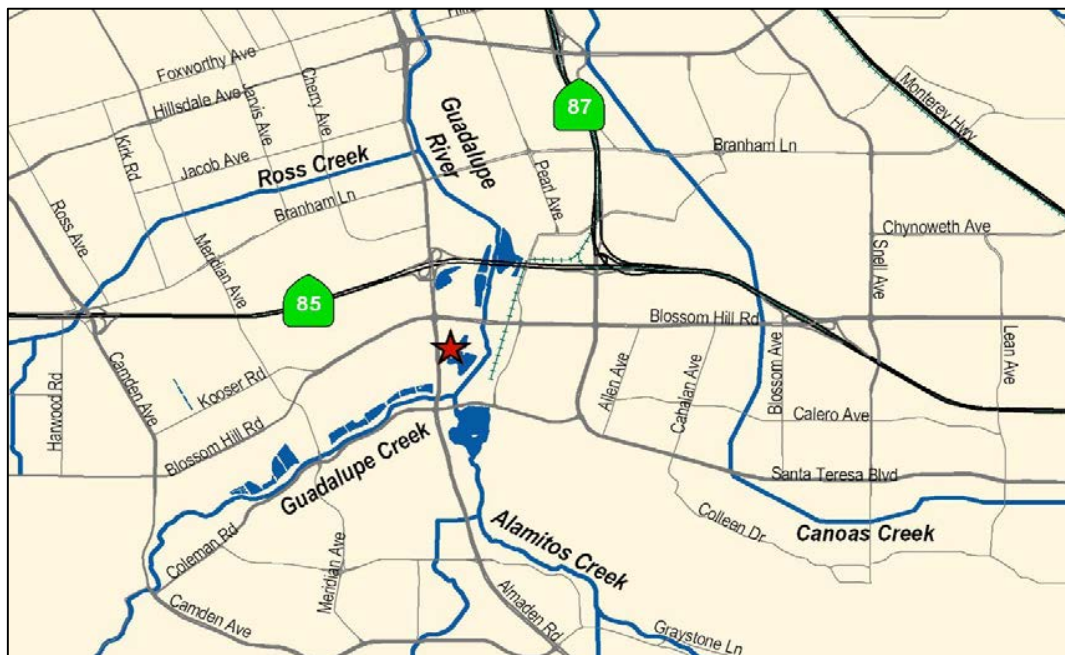 Foxworthy Ave
Hillsdale Ave
Jarvis Ave
Cherry Ave
Kirk Rd
Jacob Ave
Ross Creek
Guadalupe
River
87
Monterey Hwy
Branham Ln
Pearl Ave
Branham Ln
Ross Ave
Meridian Ave
Chynoweth Ave
Snell Ave
85
Blossom Hill Rd
Lean Ave
Camden Ave
Harwood Rd
Kooser Rd
Allen Ave
Cahalan Ave
Blossom Ave
Calero Ave
Blossom Hill Rd
Guadalupe Creek
Santa Teresa Blvd
Colleen Dr
Canoas Creek
Coleman Rd
Alamitos Creek
Meridian Ave
Camden Ave
Almaden Rd
Graystone Ln